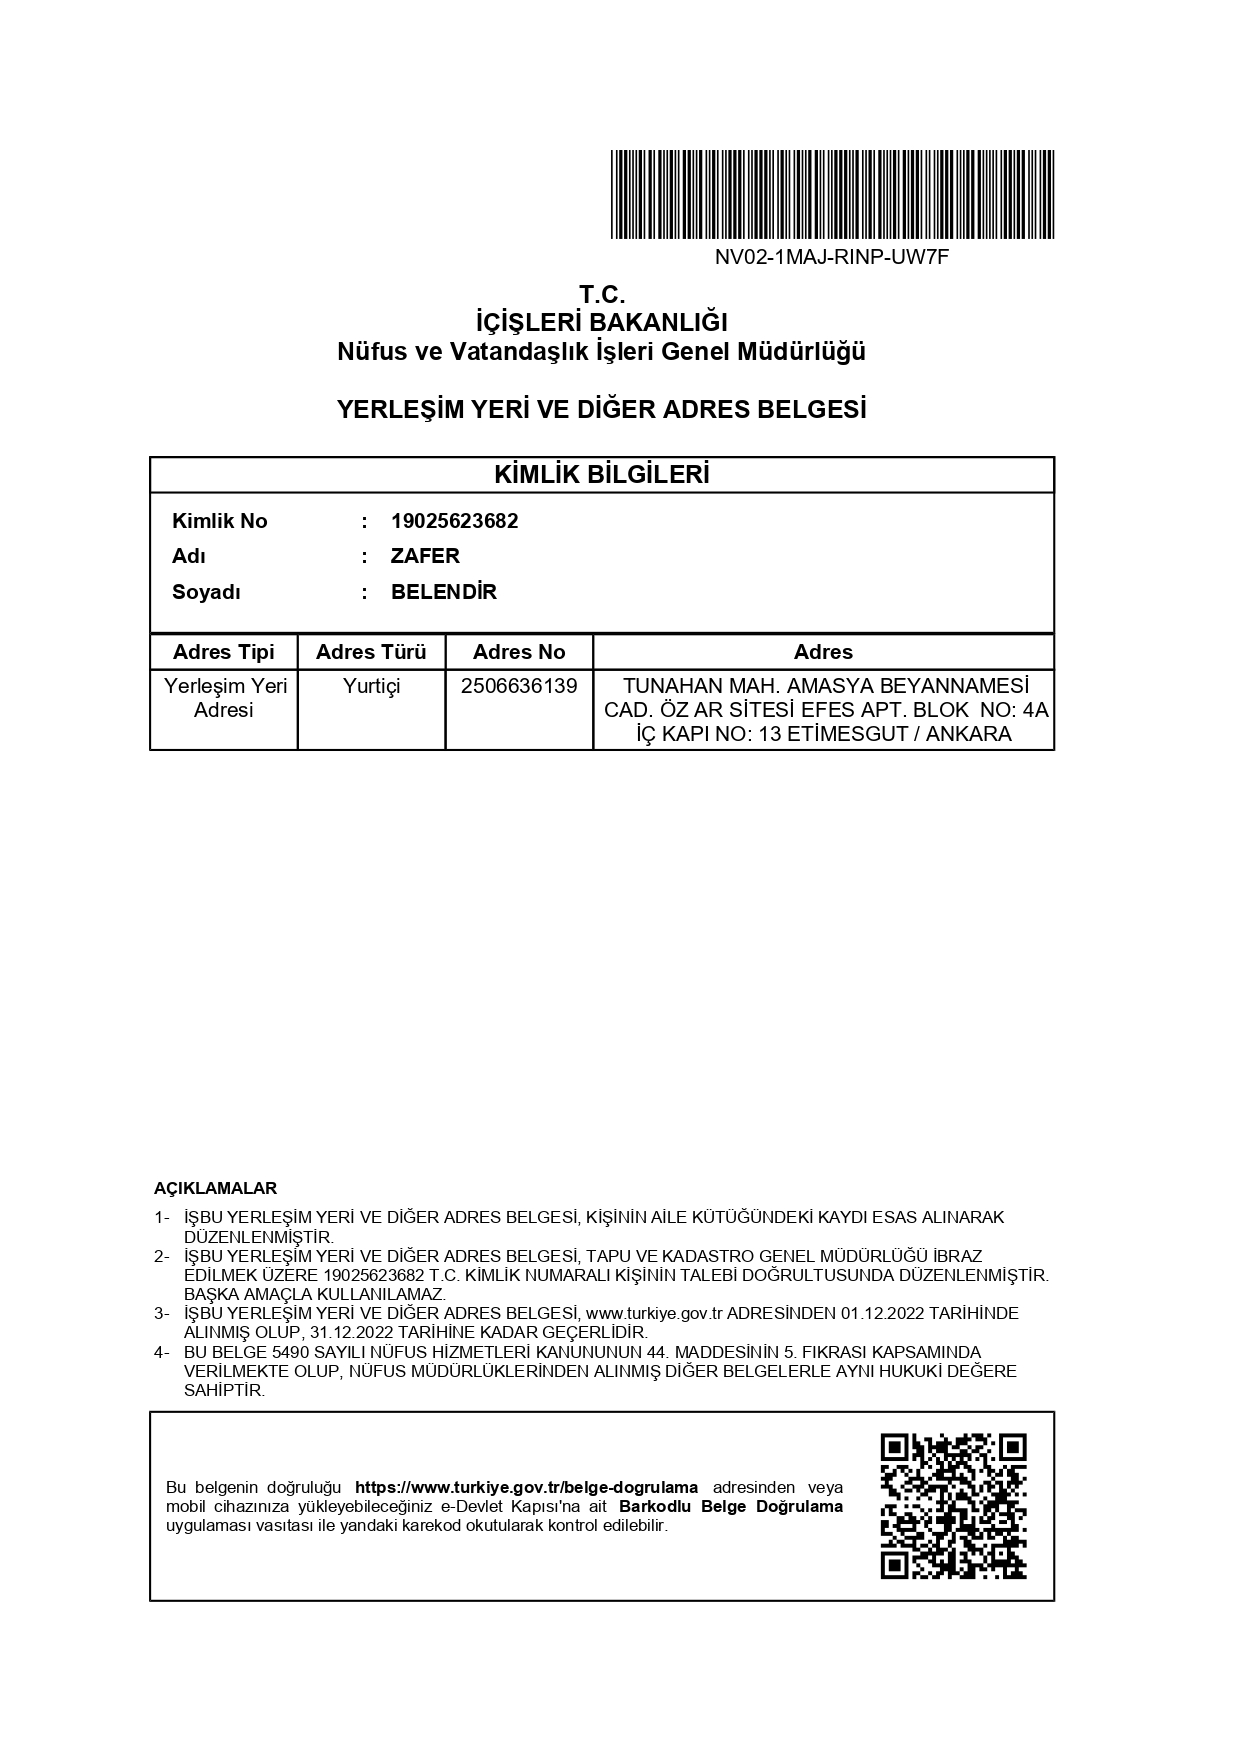 NV02-1MAJ-RINP-UW7F
T.C.
İÇİŞLERİ BAKANLIĞI
Nüfus ve Vatandaşlık İşleri Genel Müdürlüğü
YERLEŞİM YERİ VE DİĞER ADRES BELGESİ
KİMLİK BİLGİLERİ
Kimlik No : 19025623682
Adı : ZAFER
Soyadı : BELENDİR
Adres Tipi Adres Türü Adres No Adres
Yerleşim Yeri Yurtiçi 2506636139 TUNAHAN MAH. AMASYA BEYANNAMESİ
Adresi CAD. ÖZ AR SİTESİ EFES APT. BLOK NO: 4A
İÇ KAPI NO: 13 ETİMESGUT / ANKARA
AÇIKLAMALAR
1- İŞBU YERLEŞİM YERİ VE DİĞER ADRES BELGESİ, KİŞİNİN AİLE KÜTÜĞÜNDEKİ KAYDI ESAS ALINARAK
DÜZENLENMİŞTİR.
2- İŞBU YERLEŞİM YERİ VE DİĞER ADRES BELGESİ, TAPU VE KADASTRO GENEL MÜDÜRLÜĞÜ İBRAZ
EDİLMEK ÜZERE 19025623682 T.C. KİMLİK NUMARALI KİŞİNİN TALEBİ DOĞRULTUSUNDA DÜZENLENMİŞTİR.
BAŞKA AMAÇLA KULLANILAMAZ.
3- İŞBU YERLEŞİM YERİ VE DİĞER ADRES BELGESİ, www.turkiye.gov.tr ADRESİNDEN 01.12.2022 TARİHİNDE
ALINMIŞ OLUP, 31.12.2022 TARİHİNE KADAR GEÇERLİDİR.
4- BU BELGE 5490 SAYILI NÜFUS HİZMETLERİ KANUNUNUN 44. MADDESİNİN 5. FIKRASI KAPSAMINDA
VERİLMEKTE OLUP, NÜFUS MÜDÜRLÜKLERİNDEN ALINMIŞ DİĞER BELGELERLE AYNI HUKUKİ DEĞERE
SAHİPTİR.
Bu belgenin doğruluğu https://www.turkiye.gov.tr/belge-dogrulama adresinden veya
mobil cihazınıza yükleyebileceğiniz e-Devlet Kapısı'na ait Barkodlu Belge Doğrulama
uygulaması vasıtası ile yandaki karekod okutularak kontrol edilebilir.